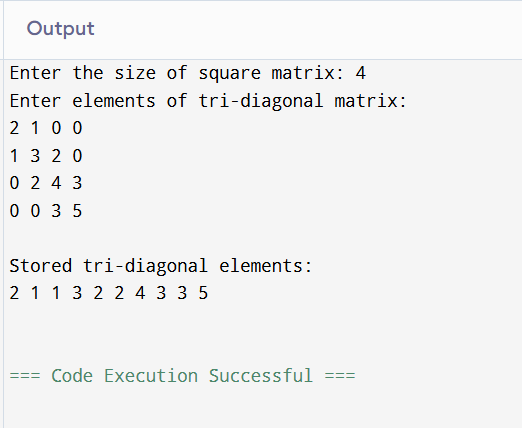 Output
Enter the size of square matrix: 4
Enter elements of tri-diagonal matrix:
2 1 0 0
1 3 2 0
0 2 4 3
0 0 3 5
Stored tri-diagonal elements:
2 1 1 3 2 2 4 3 3 5
=== Code Execution Successful ===